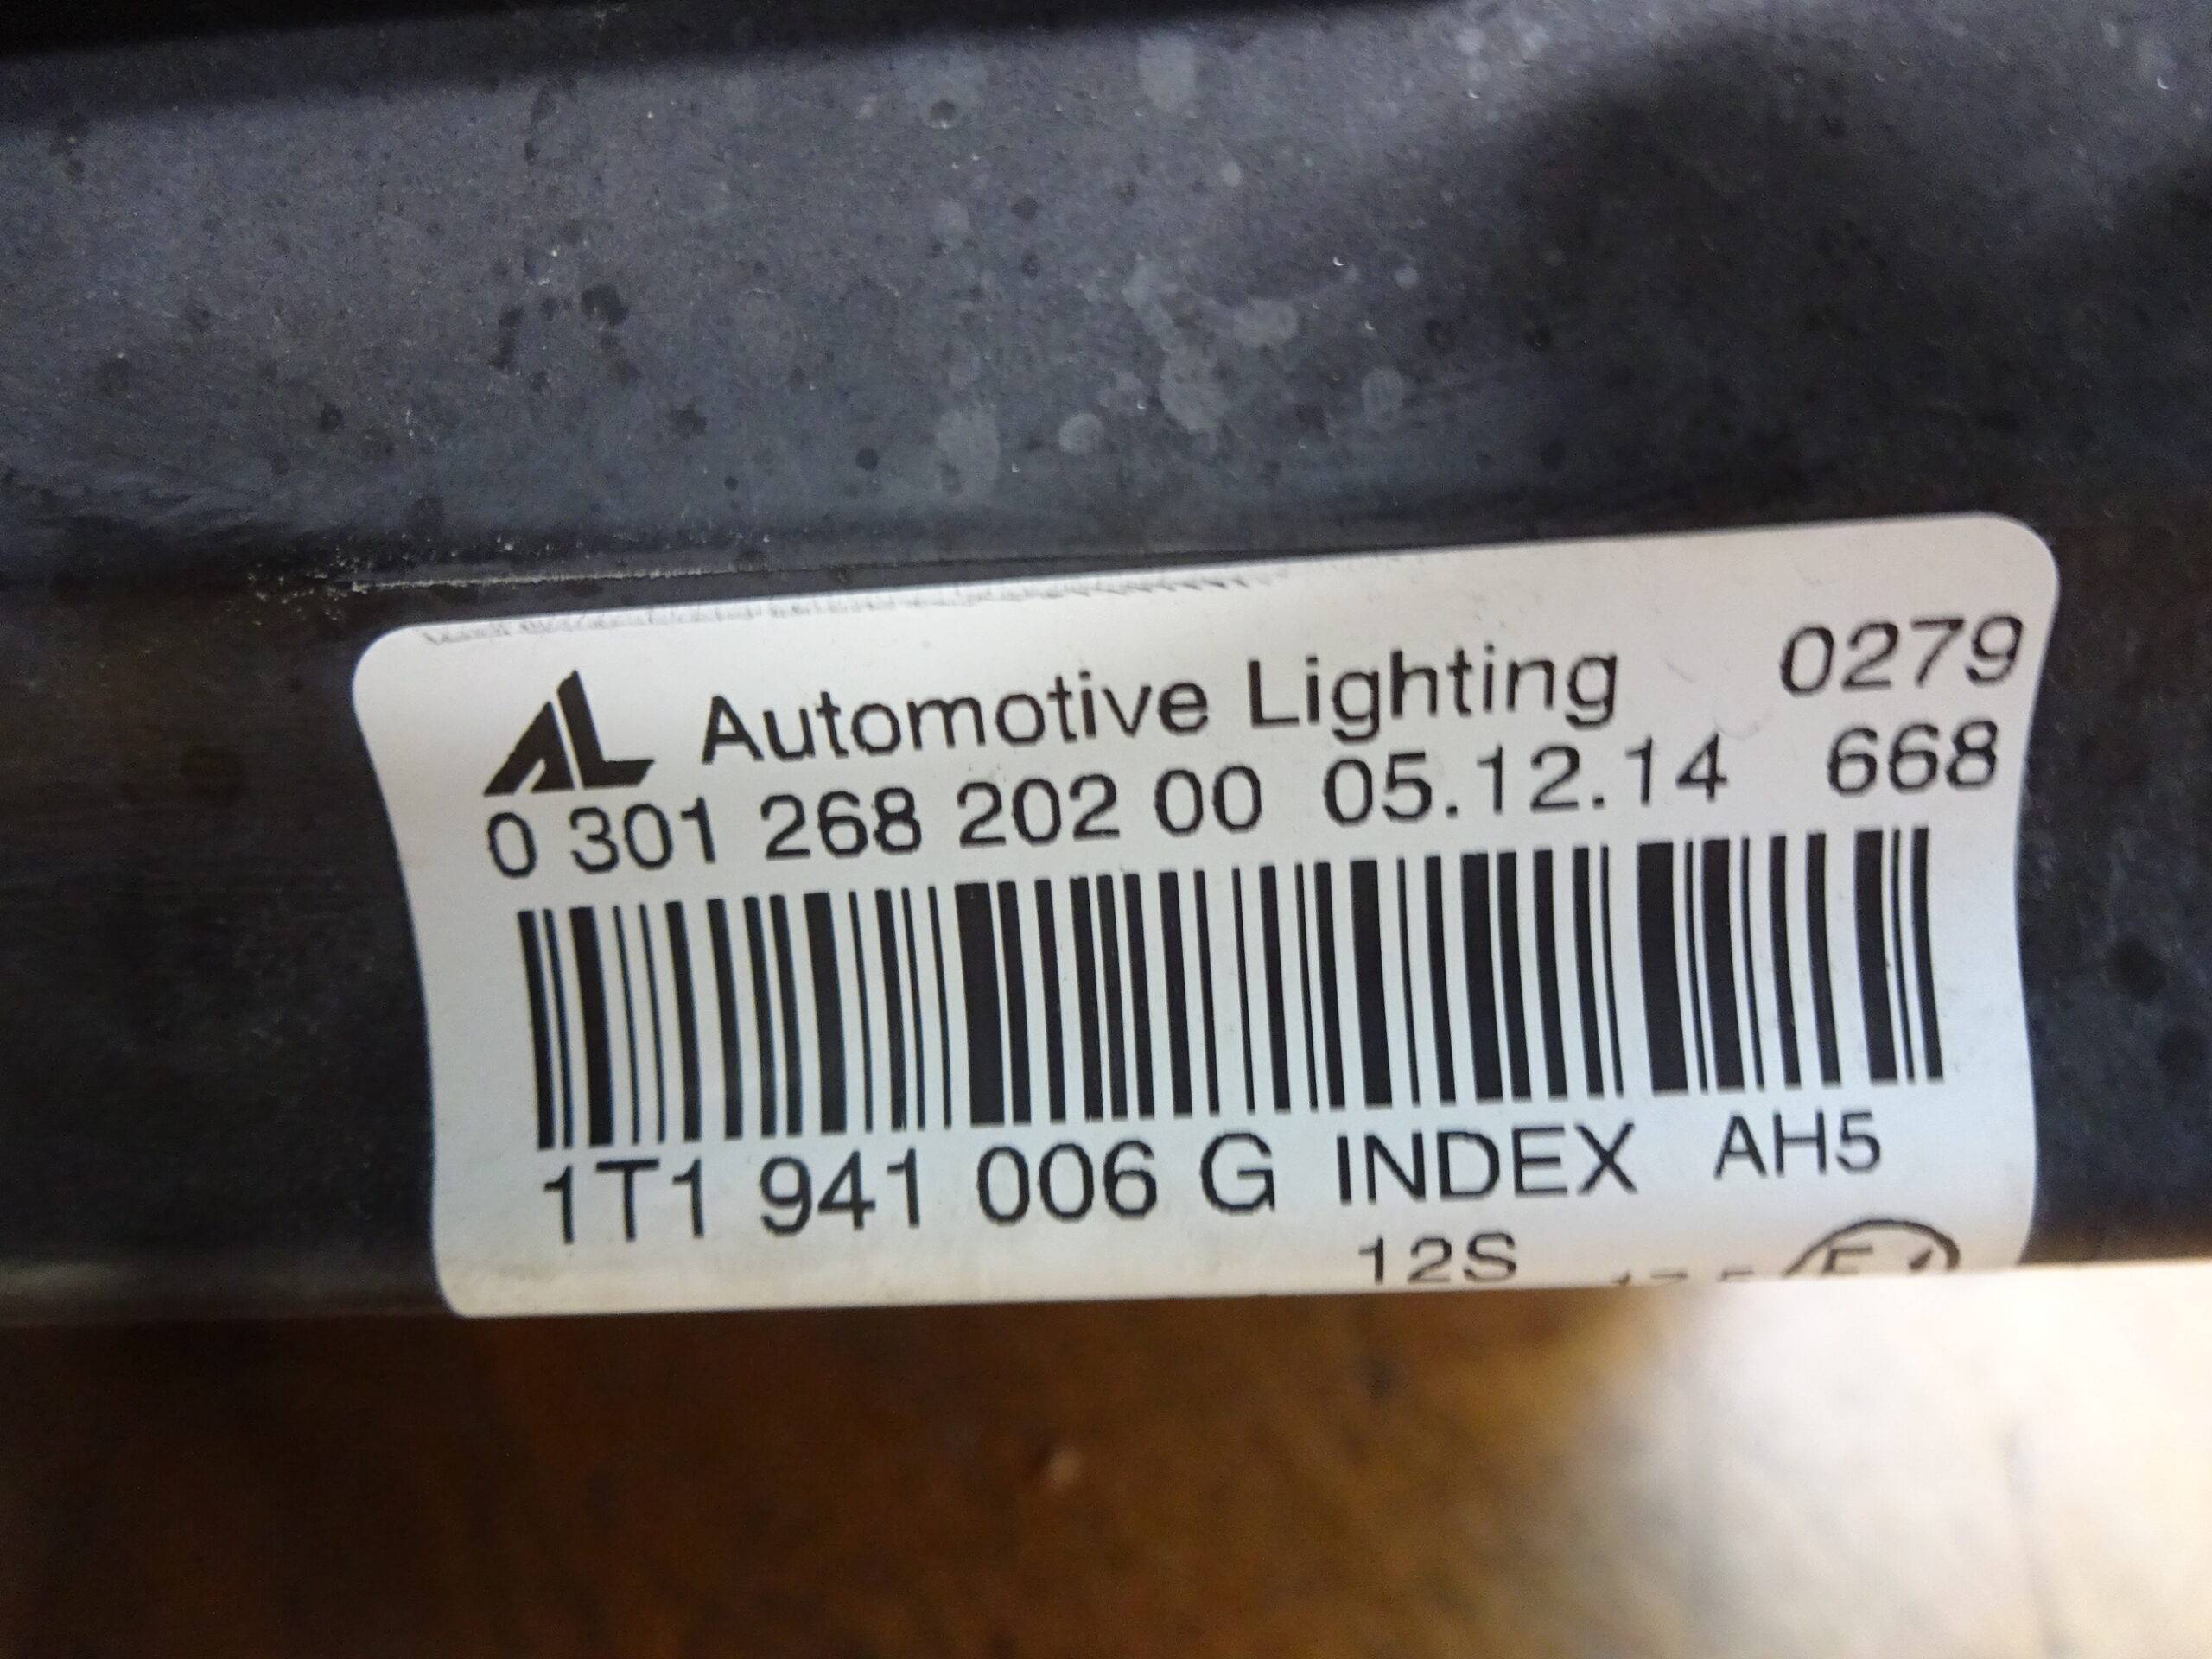 AL Automotive Lighting 0279
0 301 268 202 00 05.12.14 668
1T1 941 006 G INDEX AH5
12S